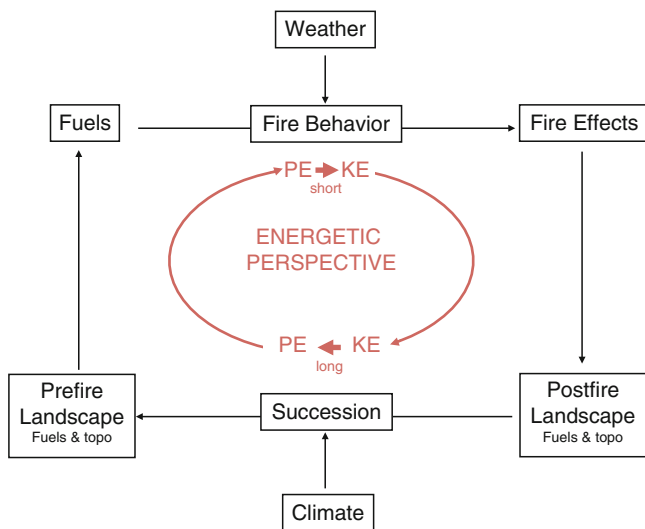 Weather
Fuels
Fire Behavior
Fire Effects
PE KE
short
ENERGETIC
PERSPECTIVE
PE KE
long
Prefire
Landscape
Fuels & topo
Succession
Postfire
Landscape
Fuels & topo
Climate